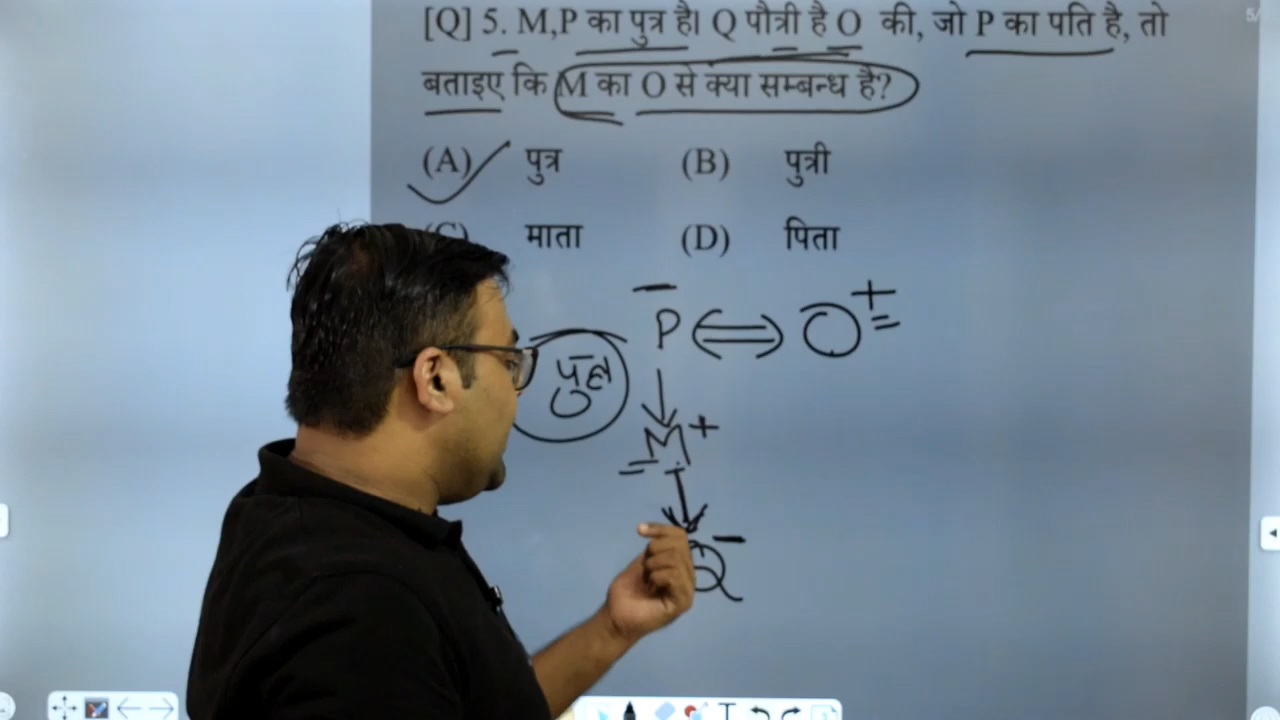 [Q] 5. M,P का पुत्र है। Q पौत्री है O की, जो P का पति है, तो
बताइए कि M का O से क्या सम्बन्ध है?
(A) पुत्र (B) पुत्री
माता (D) पिता
P ⇔ O +
M +
Q −